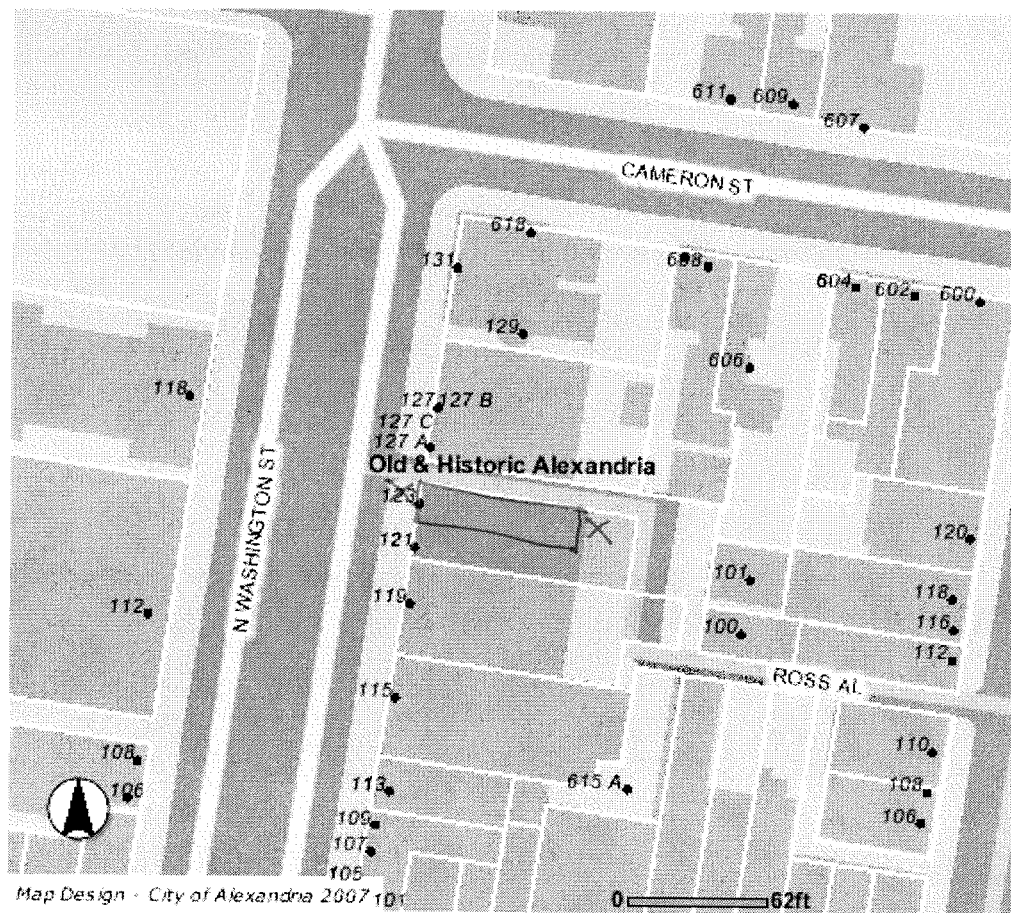 611 609
607
CAMERON ST
618
131
608
604 602 600
129
606
118
127 127 B
127 C
127 A
Old & Historic Alexandria
123
121
120
N WASHINGTON ST
119
101
118
112
100
116
112
ROSS AL
115
110
108
106
113
615 A
108
106
109
107
105
101
Map Design - City of Alexandria 2007
0 62ft